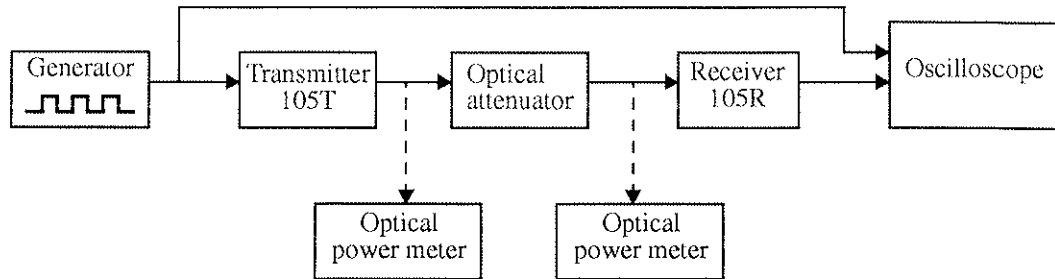 Generator
Transmitter
105T
Optical
attenuator
Receiver
105R
Oscilloscope
Optical
power meter
Optical
power meter